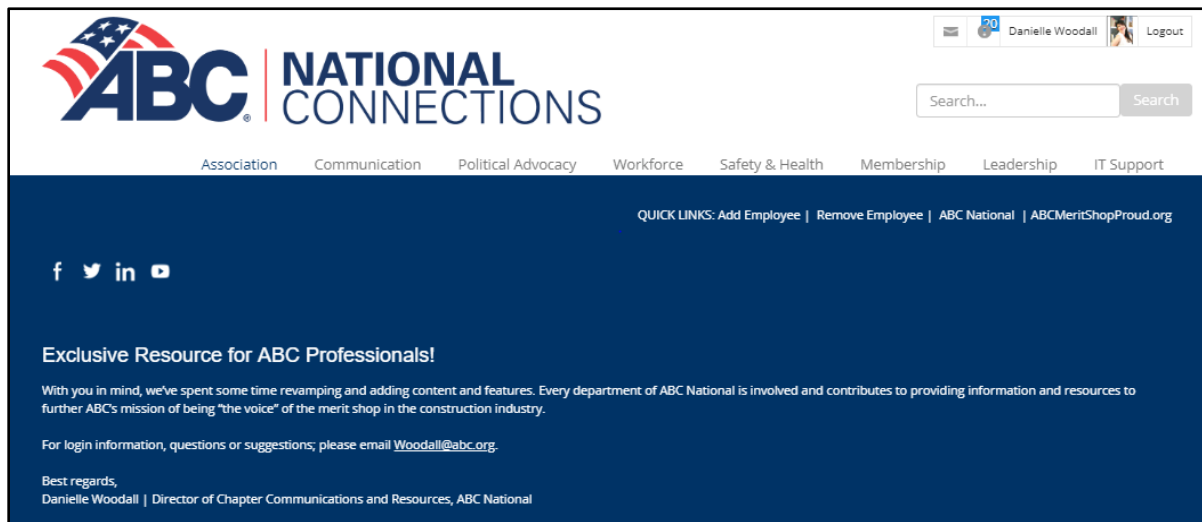 20
Danielle Woodall
Logout
ABC®
NATIONAL
CONNECTIONS
Search...
Search
Association Communication Political Advocacy Workforce Safety & Health Membership Leadership IT Support
QUICK LINKS: Add Employee | Remove Employee | ABC National | ABCMeritShopProud.org
Exclusive Resource for ABC Professionals!
With you in mind, we've spent some time revamping and adding content and features. Every department of ABC National is involved and contributes to providing information and resources to
further ABC's mission of being "the voice" of the merit shop in the construction industry.
For login information, questions or suggestions; please email Woodall@abc.org.
Best regards,
Danielle Woodall | Director of Chapter Communications and Resources, ABC National